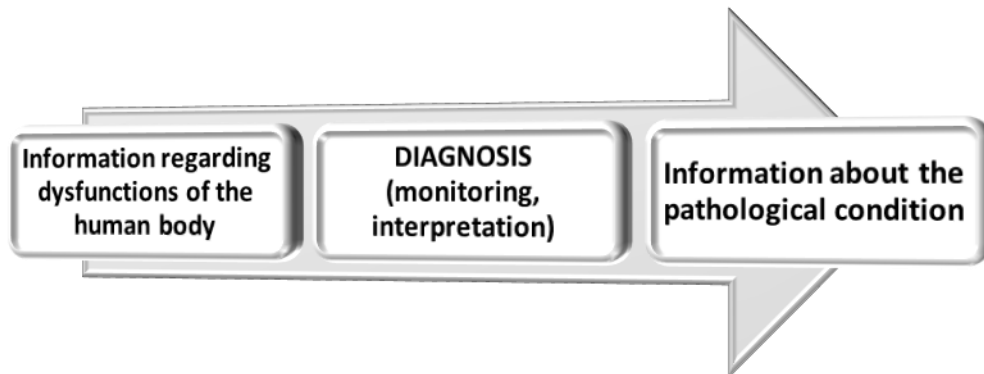 Information regarding
dysfunctions of the
human body
DIAGNOSIS
(monitoring,
interpretation)
Information about the
pathological condition